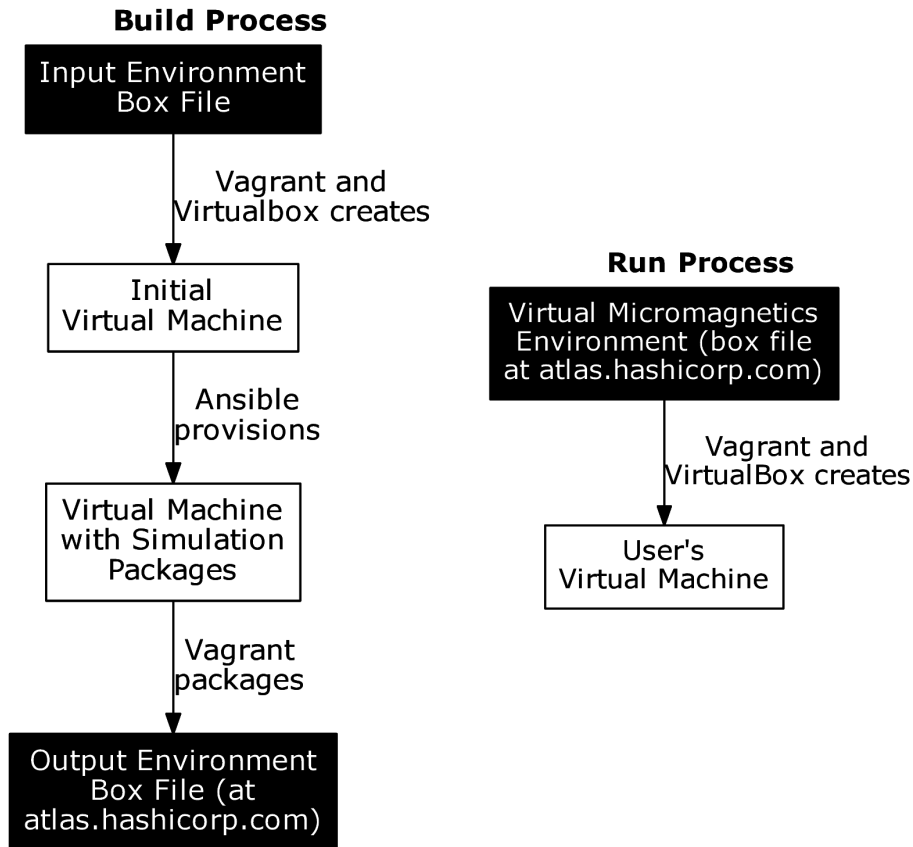 Build Process
Input Environment
Box File
Vagrant and
Virtualbox creates
Initial
Virtual Machine
Ansible
provisions
Virtual Machine
with Simulation
Packages
Vagrant
packages
Output Environment
Box File (at
atlas.hashicorp.com)
Run Process
Virtual Micromagnetics
Environment (box file
at atlas.hashicorp.com)
Vagrant and
VirtualBox creates
User's
Virtual Machine